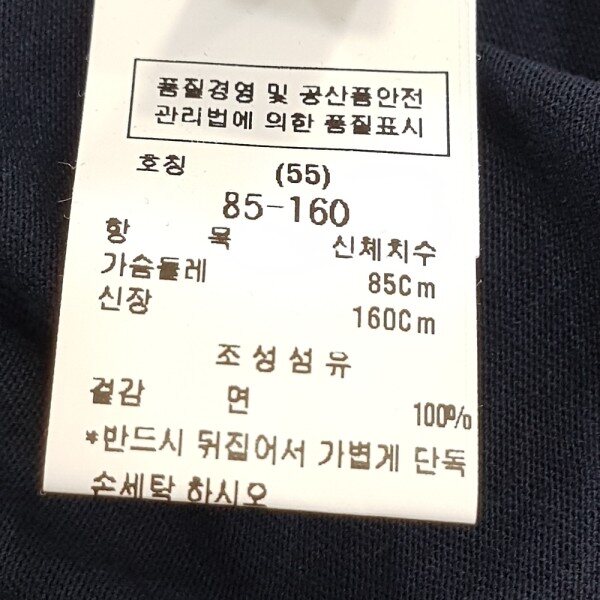 품질경영 및 공산품안전
관리법에 의한 품질표시
호칭 (55)
85-160
항 목 신체치수
가슴둘레 85Cm
신장 160Cm
조성섬유
겉감 면 100%
*반드시 뒤집어서 가볍게 단독
손세탁 하시오